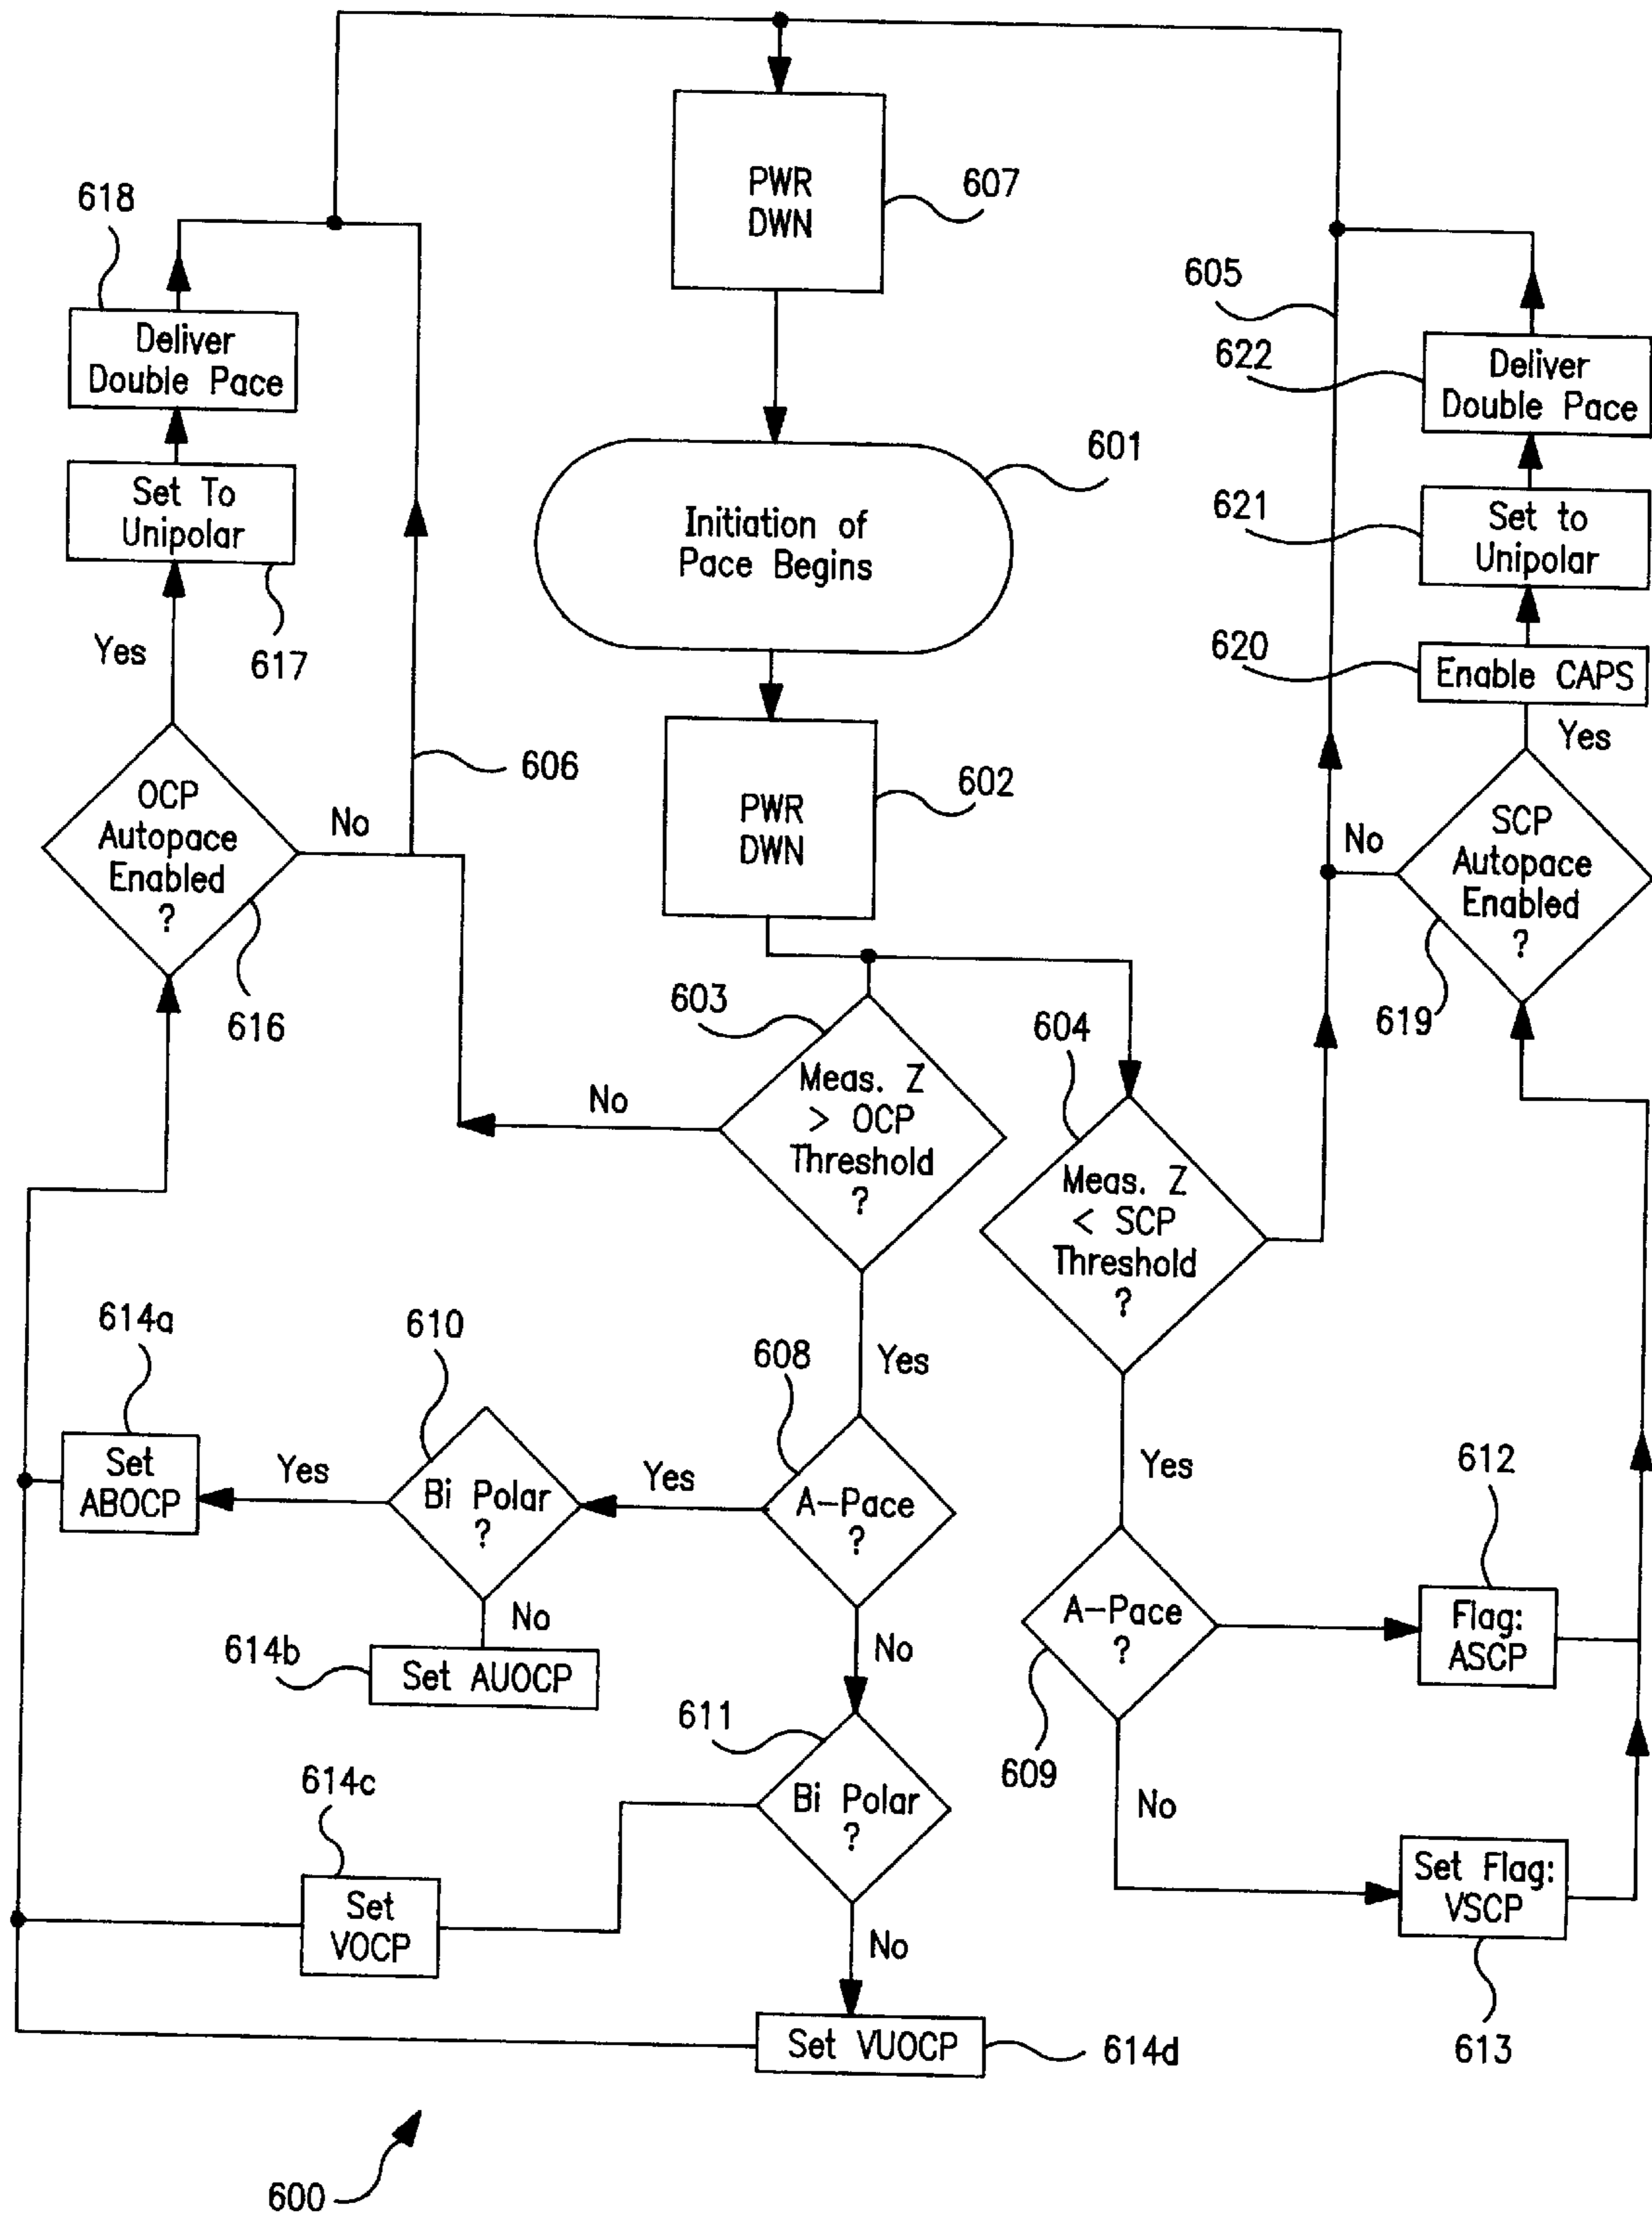 PWR
DWN
607
618
Deliver
Double Pace
605
622
Deliver
Double Pace
601
Initiation of
Pace Begins
Set To
Unipolar
617
621
Set to
Unipolar
Yes
620
Enable CAPS
Yes
606
602
PWR
DWN
OCP
Autopace
Enabled
?
No
616
SCP
Autopace
Enabled
?
No
619
603
Meas. Z
> OCP
Threshold
?
No
604
Meas. Z
< SCP
Threshold
?
Yes
Yes
614a
Set
ABOCP
Yes
610
Bi Polar
?
Yes
608
A-Pace
?
No
614b
Set AUOCP
No
612
Flag:
ASCP
A-Pace
?
609
No
611
Bi Polar
?
614c
Set
VOCP
No
Set Flag:
VSCP
613
Set VUOCP
614d
600